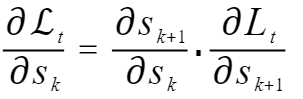 ∂ℒ_t/∂s_k = ∂s_{k+1}/∂s_k · ∂L_t/∂s_{k+1}